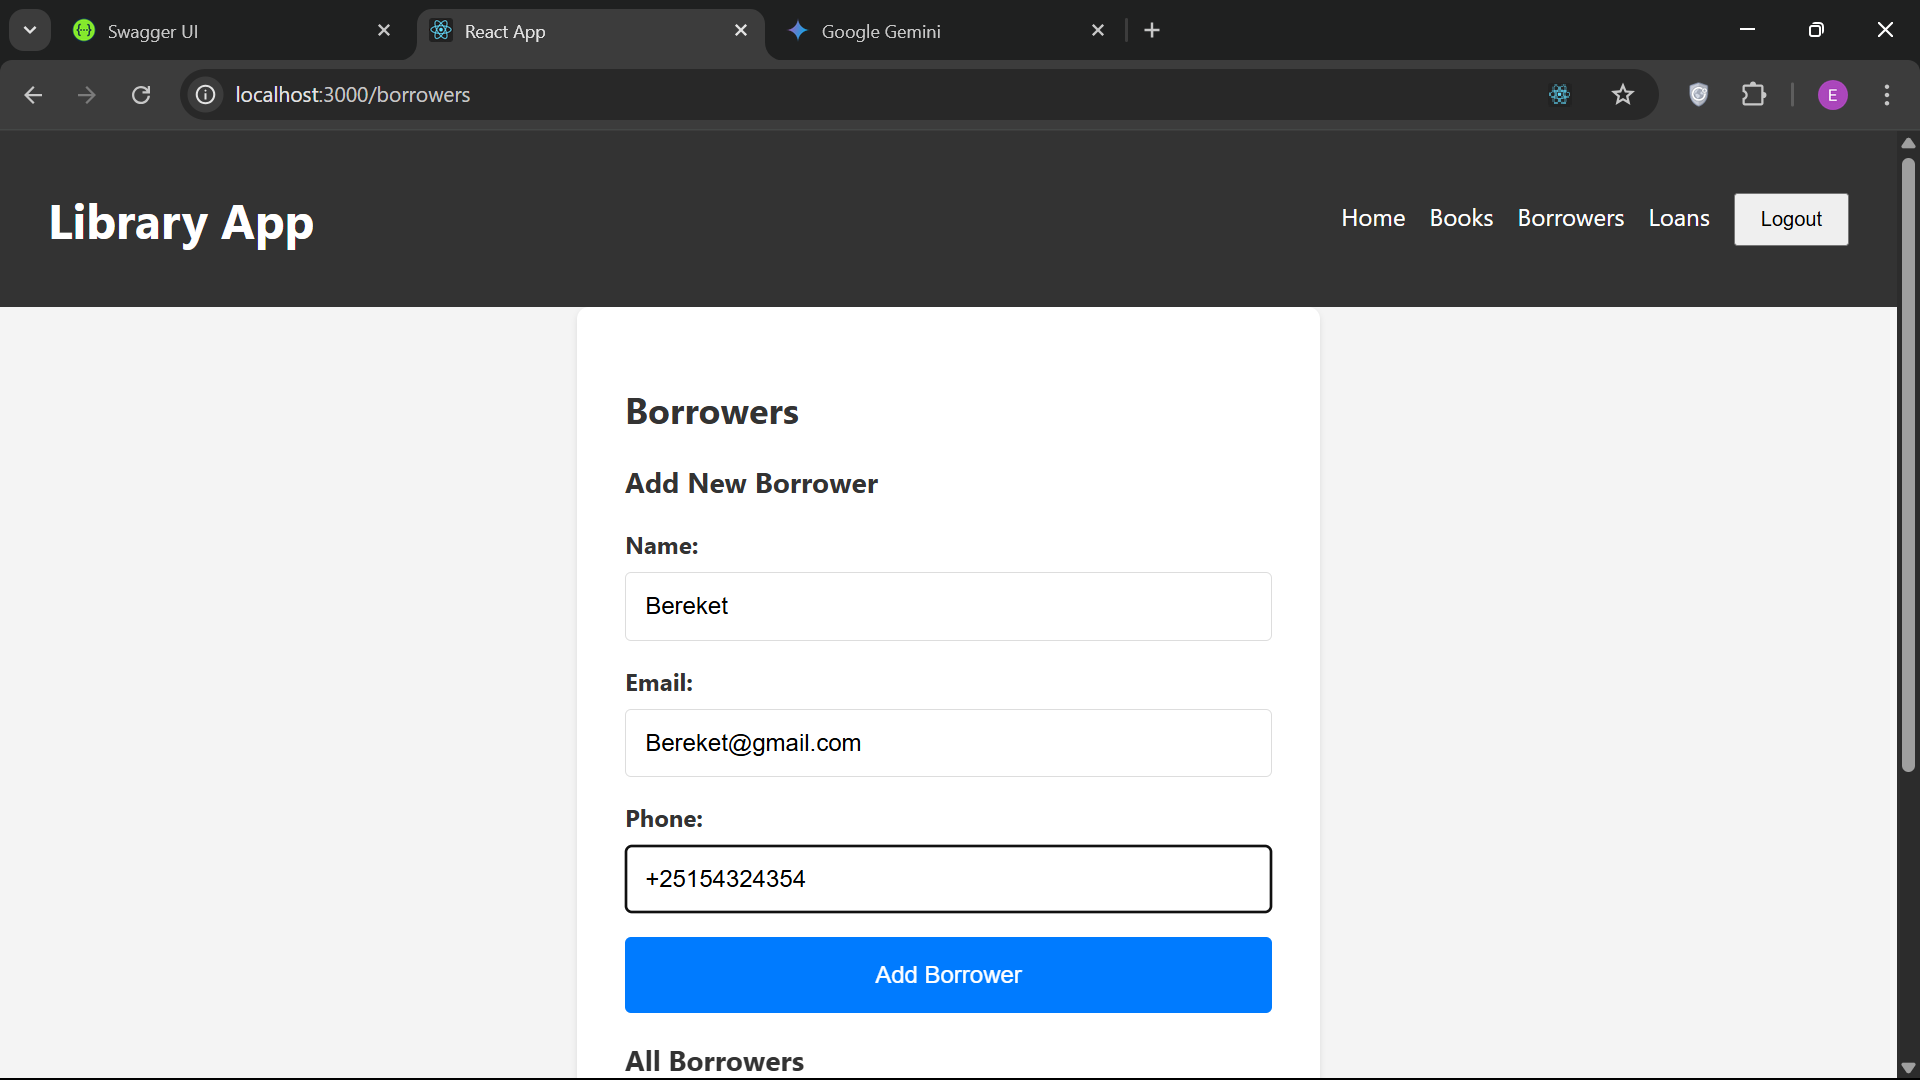 Swagger UI
React App
Google Gemini
localhost:3000/borrowers
E
Library App
Home Books Borrowers Loans Logout
Borrowers
Add New Borrower
Name:
Bereket
Email:
Bereket@gmail.com
Phone:
+25154324354
Add Borrower
All Borrowers